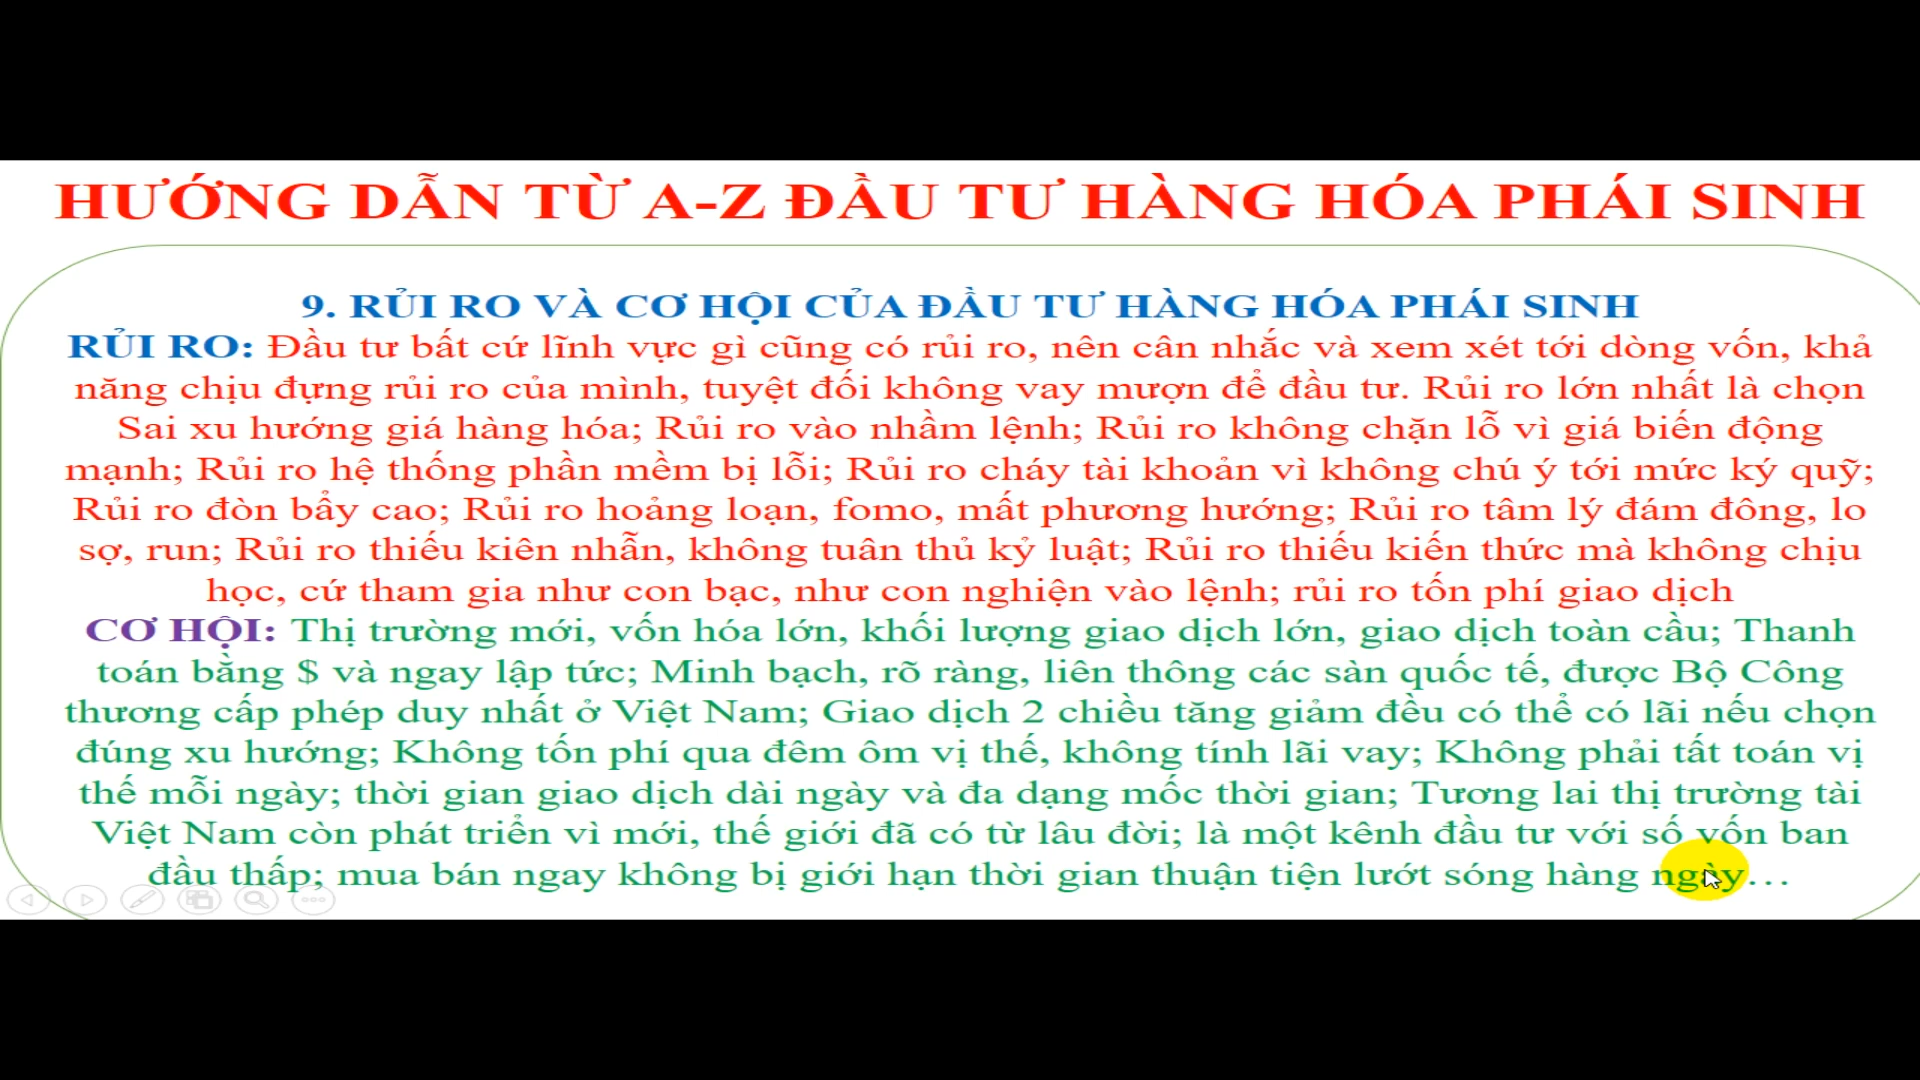 HƯỚNG DẪN TỪ A-Z ĐẦU TƯ HÀNG HÓA PHÁI SINH
9. RỦI RO VÀ CƠ HỘI CỦA ĐẦU TƯ HÀNG HÓA PHÁI SINH
RỦI RO: Đầu tư bất cứ lĩnh vực gì cũng có rủi ro, nên cân nhắc và xem xét tới dòng vốn, khả
năng chịu đựng rủi ro của mình, tuyệt đối không vay mượn để đầu tư. Rủi ro lớn nhất là chọn
Sai xu hướng giá hàng hóa; Rủi ro vào nhầm lệnh; Rủi ro không chặn lỗ vì giá biến động
mạnh; Rủi ro hệ thống phần mềm bị lỗi; Rủi ro cháy tài khoản vì không chú ý tới mức ký quỹ;
Rủi ro đòn bẩy cao; Rủi ro hoảng loạn, fomo, mất phương hướng; Rủi ro tâm lý đám đông, lo
sợ, run; Rủi ro thiếu kiên nhẫn, không tuân thủ kỷ luật; Rủi ro thiếu kiến thức mà không chịu
học, cứ tham gia như con bạc, như con nghiện vào lệnh; rủi ro tốn phí giao dịch
CƠ HỘI: Thị trường mới, vốn hóa lớn, khối lượng giao dịch lớn, giao dịch toàn cầu; Thanh
toán bằng $ và ngay lập tức; Minh bạch, rõ ràng, liên thông các sàn quốc tế, được Bộ Công
thương cấp phép duy nhất ở Việt Nam; Giao dịch 2 chiều tăng giảm đều có thể có lãi nếu chọn
đúng xu hướng; Không tốn phí qua đêm ôm vị thế, không tính lãi vay; Không phải tất toán vị
thế mỗi ngày; thời gian giao dịch dài ngày và đa dạng mốc thời gian; Tương lai thị trường tài
Việt Nam còn phát triển vì mới, thế giới đã có từ lâu đời; là một kênh đầu tư với số vốn ban
đầu thấp; mua bán ngay không bị giới hạn thời gian thuận tiện lướt sóng hàng ngày…